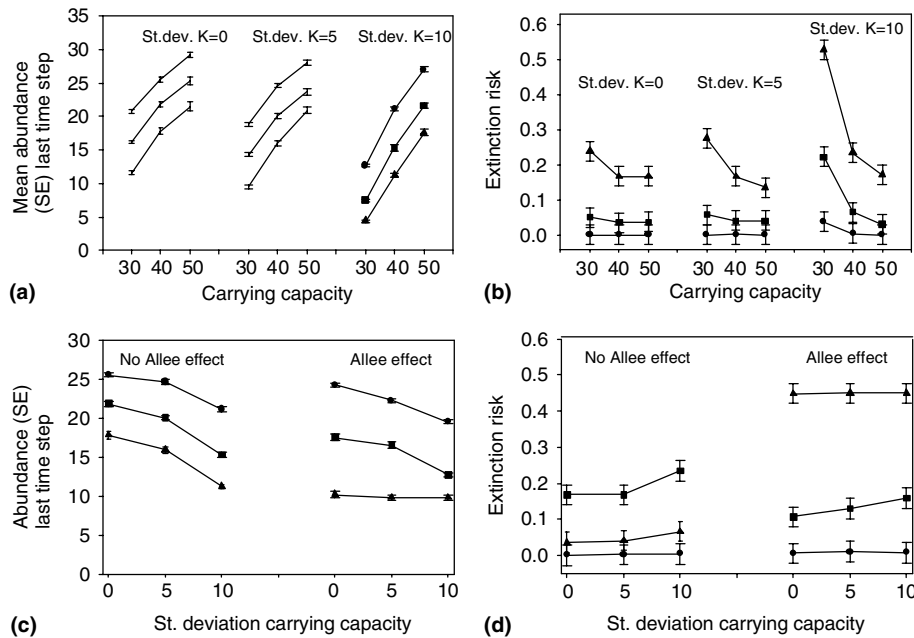 St.dev. K=0 St.dev. K=5 St.dev. K=10
Mean abundance
(SE) last time step
35
30
25
20
15
10
5
0
30 40 50 30 40 50 30 40 50
(a) Carrying capacity
St.dev. K=0 St.dev. K=5 St.dev. K=10
Extinction risk
0.6
0.5
0.4
0.3
0.2
0.1
0.0
30 40 50 30 40 50 30 40 50
(b) Carrying capacity
No Allee effect Allee effect
Abundance (SE)
last time step
30
25
20
15
10
5
0
0 5 10 0 5 10
(c) St. deviation carrying capacity
No Allee effect Allee effect
Extinction risk
0.6
0.5
0.4
0.3
0.2
0.1
0.0
0 5 10 0 5 10
(d) St. deviation carrying capacity